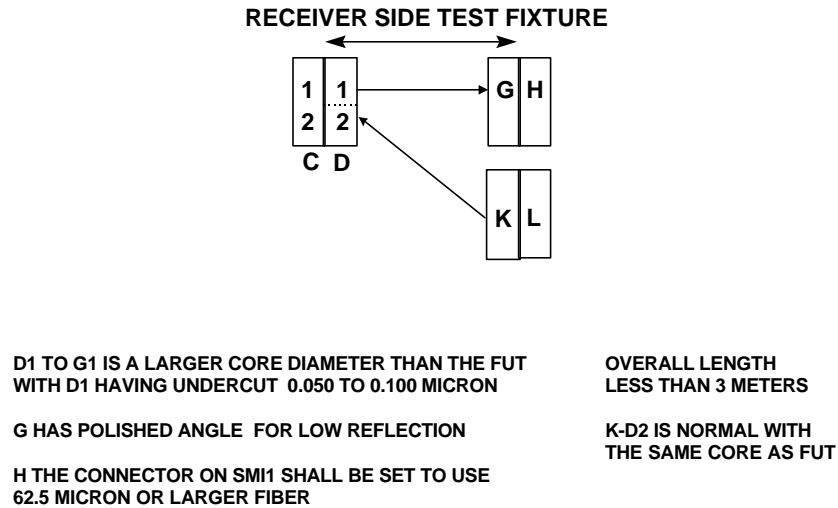 RECEIVER SIDE TEST FIXTURE
1 1 G H
2 2
C D
K L
D1 TO G1 IS A LARGER CORE DIAMETER THAN THE FUT
WITH D1 HAVING UNDERCUT 0.050 TO 0.100 MICRON
OVERALL LENGTH
LESS THAN 3 METERS
G HAS POLISHED ANGLE FOR LOW REFLECTION
K-D2 IS NORMAL WITH
THE SAME CORE AS FUT
H THE CONNECTOR ON SMI1 SHALL BE SET TO USE
62.5 MICRON OR LARGER FIBER